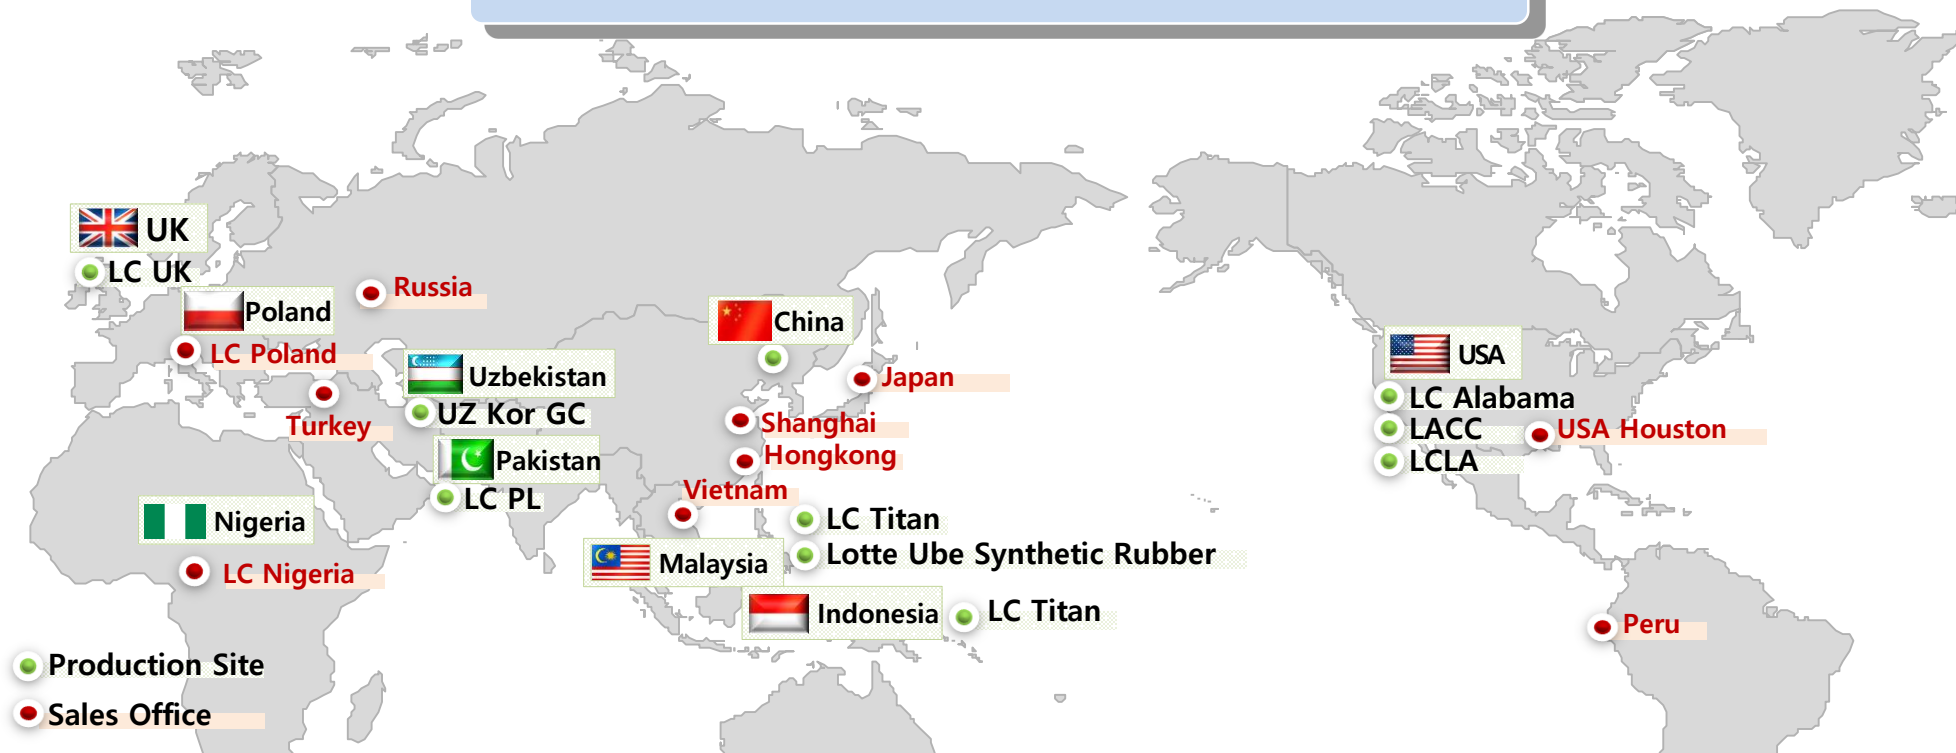 UK
LC UK
Poland
LC Poland
Russia
Turkey
Uzbekistan
UZ Kor GC
Pakistan
LC PL
Nigeria
LC Nigeria
China
Japan
Shanghai
Hongkong
Vietnam
LC Titan
Lotte Ube Synthetic Rubber
Malaysia
Indonesia
LC Titan
USA
LC Alabama
LACC
LCLA
USA Houston
Peru
Production Site
Sales Office